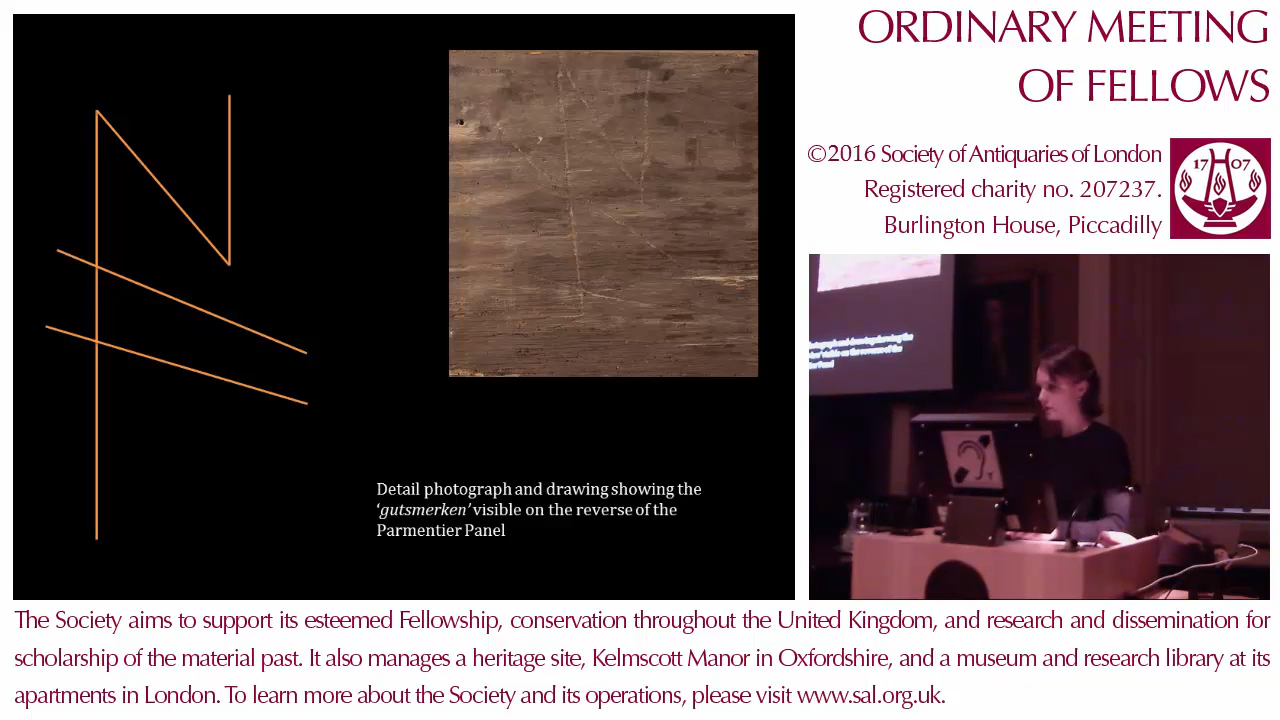 ORDINARY MEETING
OF FELLOWS
©2016 Society of Antiquaries of London
Registered charity no. 207237.
Burlington House, Piccadilly
17 07
Detail photograph and drawing showing the
‘gutsmerken’ visible on the reverse of the
Parmentier Panel
The Society aims to support its esteemed Fellowship, conservation throughout the United Kingdom, and research and dissemination for
scholarship of the material past. It also manages a heritage site, Kelmscott Manor in Oxfordshire, and a museum and research library at its
apartments in London. To learn more about the Society and its operations, please visit www.sal.org.uk.